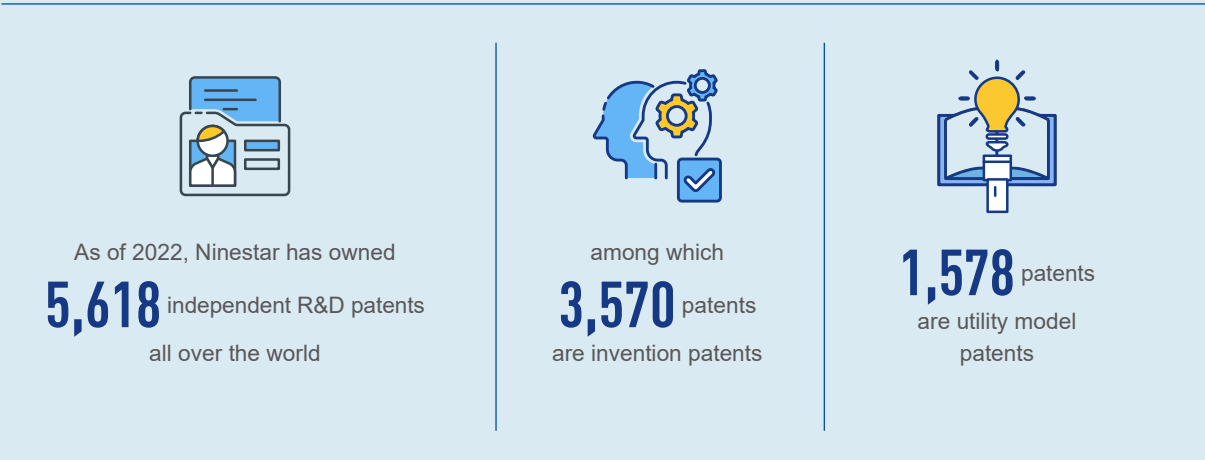 As of 2022, Ninestar has owned
5,618 independent R&D patents
all over the world
among which
3,570 patents
are invention patents
1,578 patents
are utility model
patents